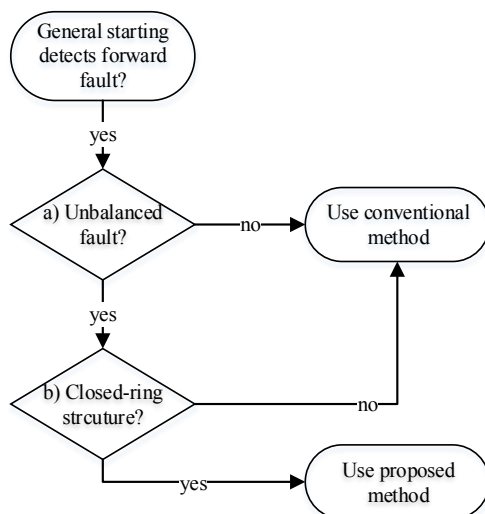 General starting
detects forward
fault?
yes
a) Unbalanced
fault?
no
Use conventional
method
yes
b) Closed-ring
strcuture?
no
yes
Use proposed
method